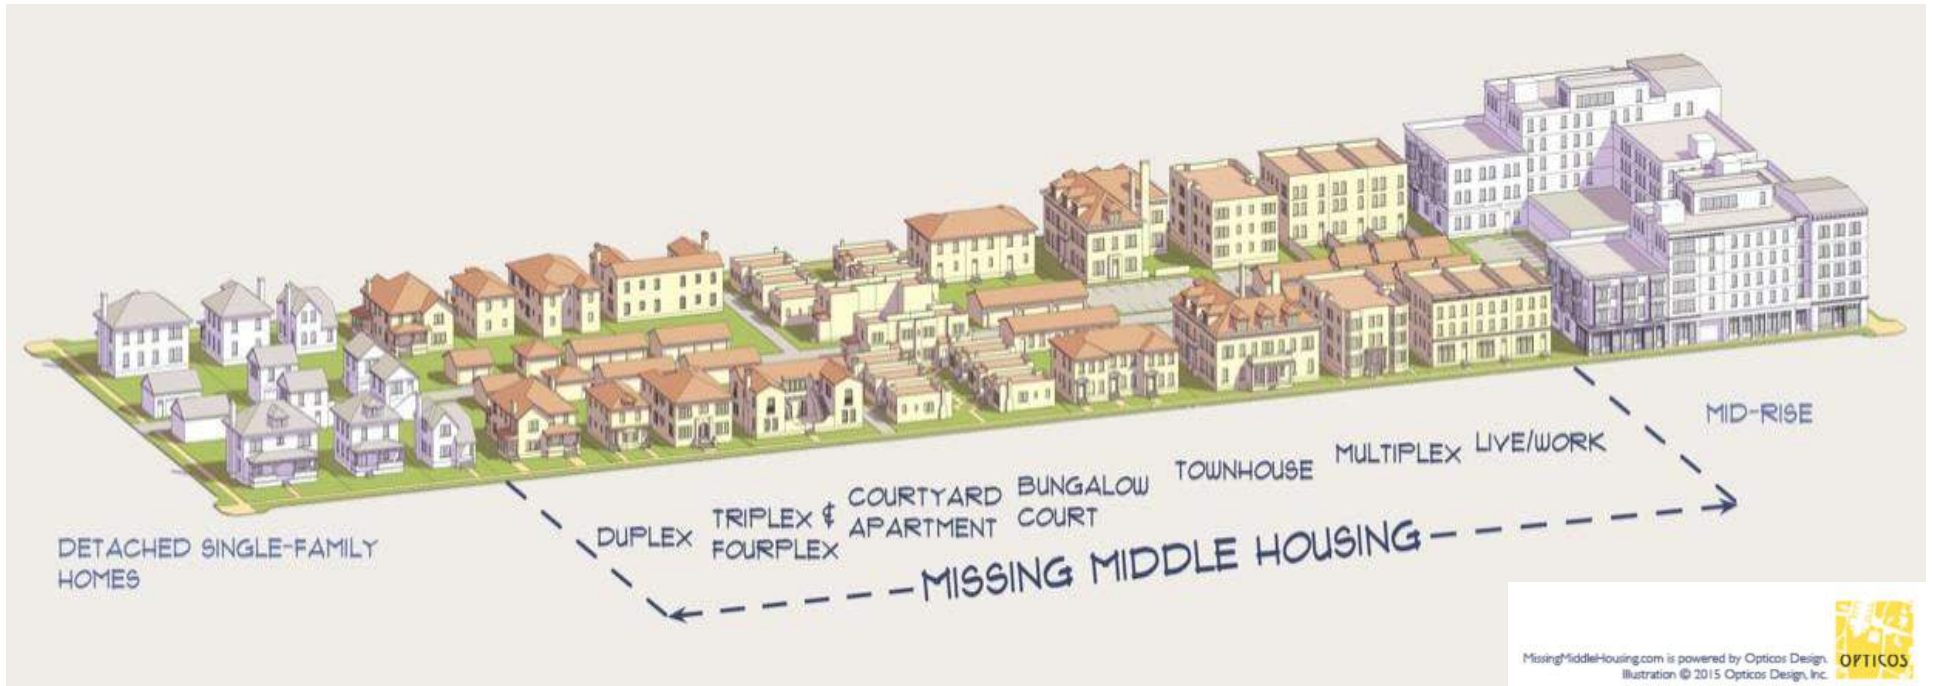 DETACHED SINGLE-FAMILY
HOMES
DUPLEX
TRIPLEX &
FOURPLEX
COURTYARD
APARTMENT
BUNGALOW
COURT
TOWNHOUSE
MULTIPLEX
LIVE/WORK
MID-RISE
MISSING MIDDLE HOUSING
MissingMiddleHousing.com is powered by Opticos Design.
Illustration © 2015 Opticos Design, Inc.
OPTICOS